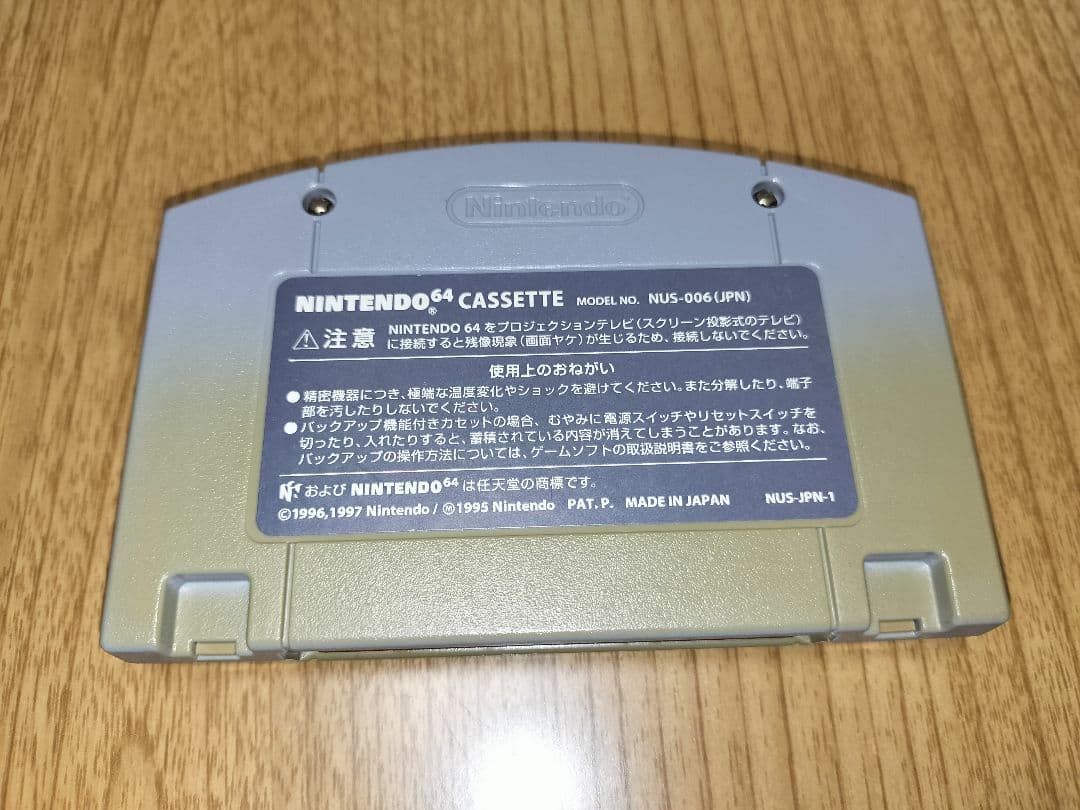 Nintendo
NINTENDO64® CASSETTE MODEL NO. NUS-006(JPN)
⚠注意 NINTENDO 64 をプロジェクションテレビ(スクリーン投影式のテレビ)
に接続すると残像現象(画面ヤケ)が生じるため、接続しないでください。
使用上のおねがい
●精密機器につき、極端な温度変化やショックを避けてください。また分解したり、端子
部を汚したりしないでください。
●バックアップ機能付きカセットの場合、むやみに電源スイッチやリセットスイッチを
切ったり、入れたりすると、蓄積されている内容が消えてしまうことがあります。なお、
バックアップの操作方法については、ゲームソフトの取扱説明書をご参照ください。
および NINTENDO64 は任天堂の商標です。
©1996,1997 Nintendo / Ⓜ1995 Nintendo PAT. P. MADE IN JAPAN NUS-JPN-1